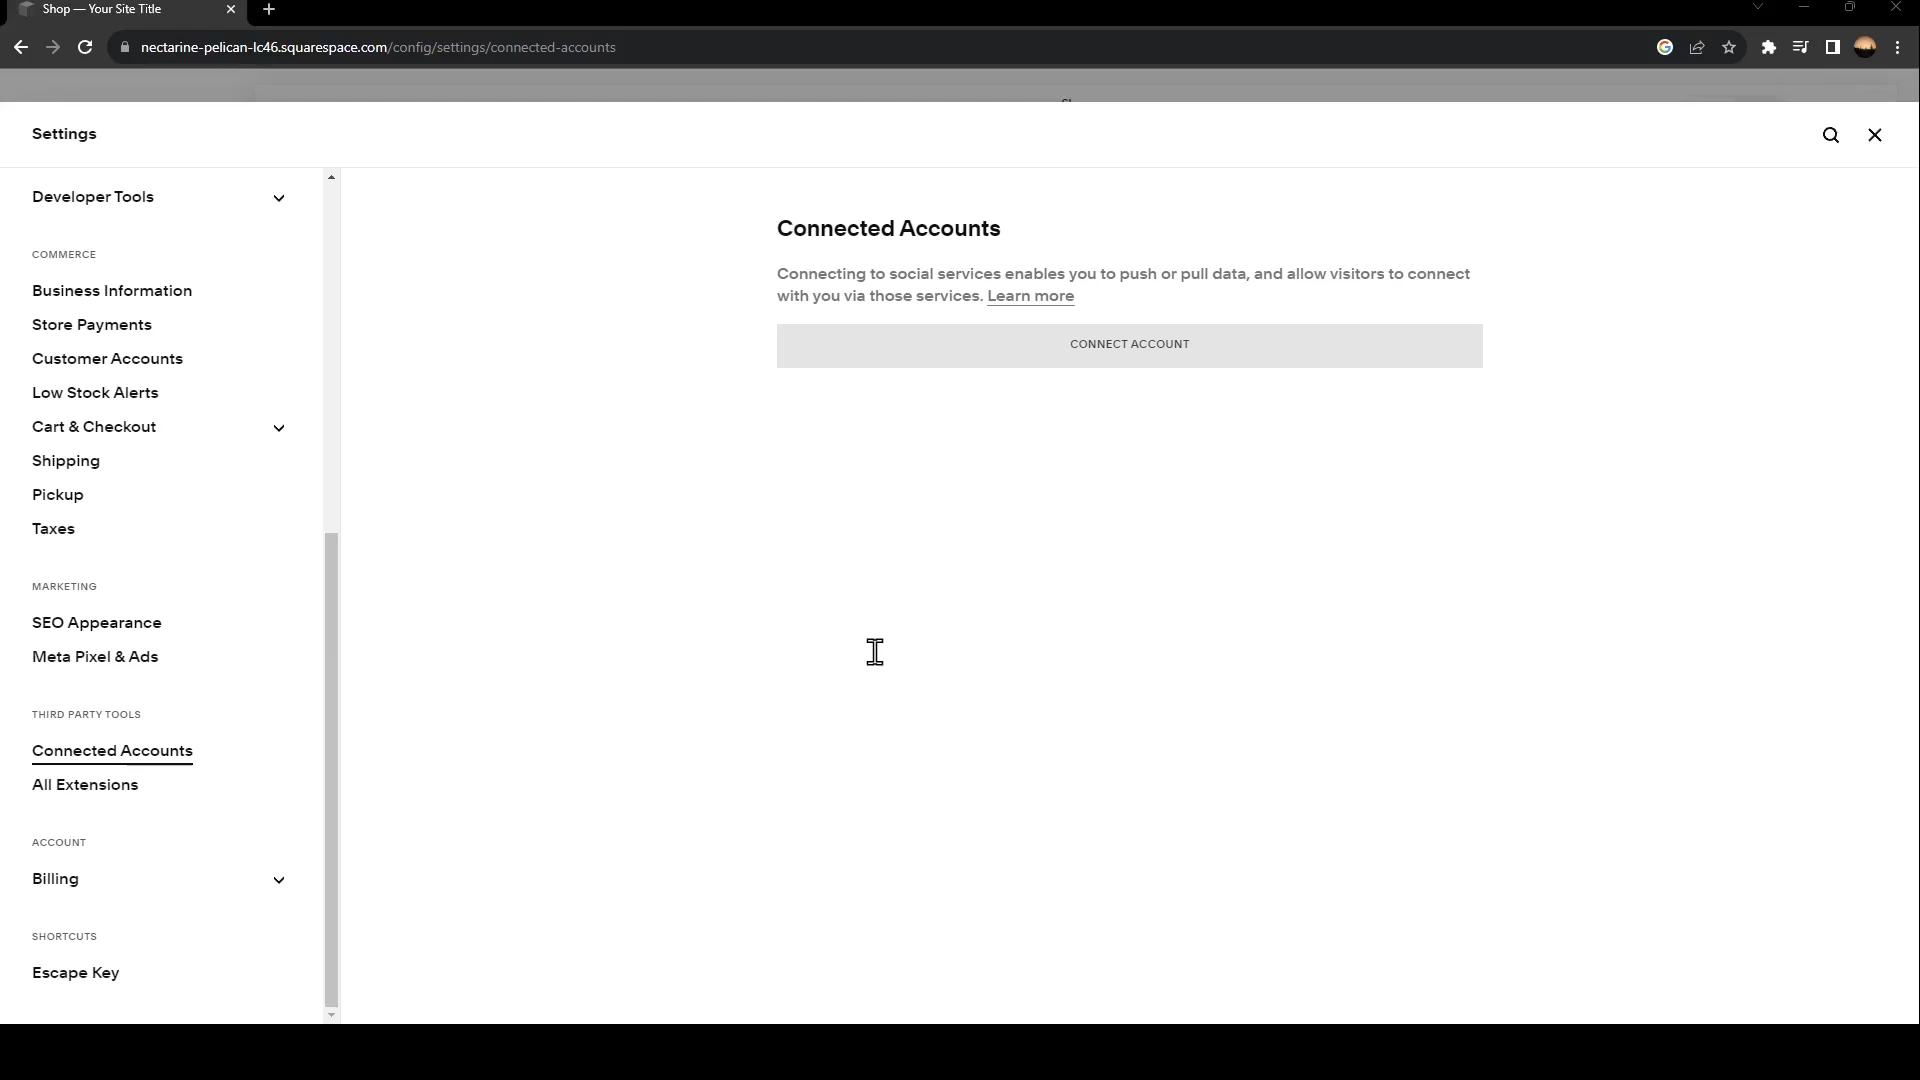 Shop — Your Site Title
nectarine-pelican-lc46.squarespace.com/config/settings/connected-accounts
Settings
Developer Tools
COMMERCE
Business Information
Store Payments
Customer Accounts
Low Stock Alerts
Cart & Checkout
Shipping
Pickup
Taxes
MARKETING
SEO Appearance
Meta Pixel & Ads
THIRD PARTY TOOLS
Connected Accounts
All Extensions
ACCOUNT
Billing
SHORTCUTS
Escape Key
Connected Accounts
Connecting to social services enables you to push or pull data, and allow visitors to connect
with you via those services. Learn more
CONNECT ACCOUNT